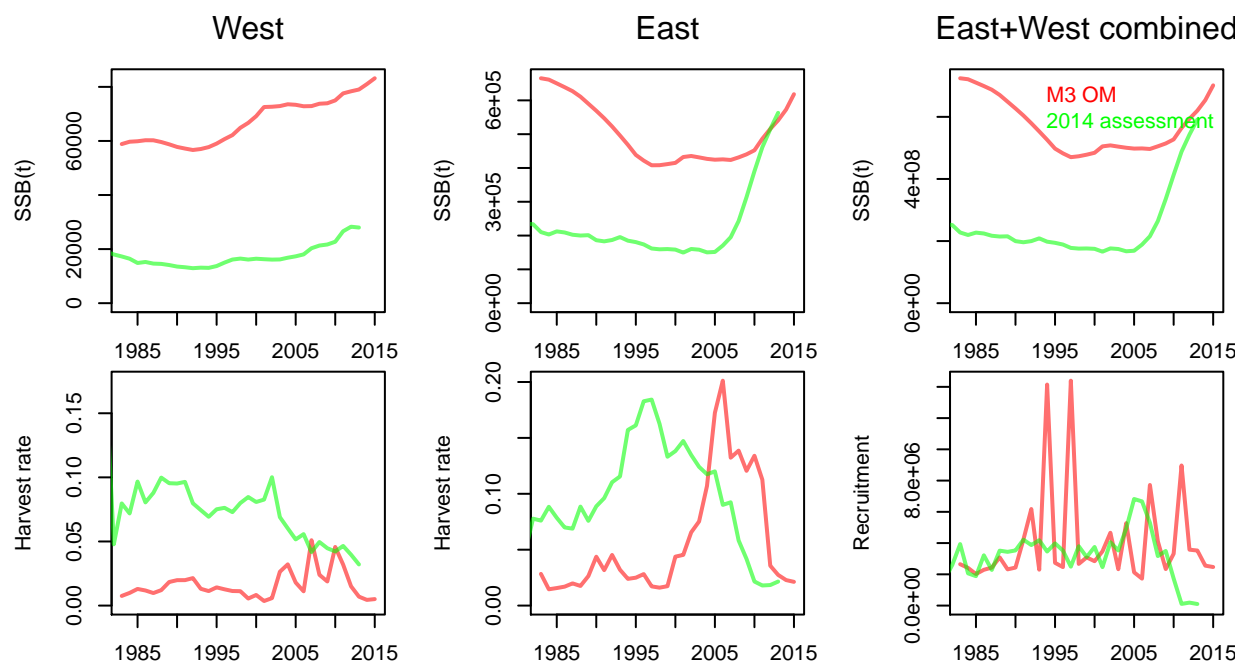 West
East
East+West combined
SSB(t)
0
20000
60000
1985
1995
2005
2015
SSB(t)
0e+00
3e+05
6e+05
1985
1995
2005
2015
SSB(t)
0e+00
4e+08
M3 OM
2014 assessment
1985
1995
2005
2015
Harvest rate
0.00
0.05
0.10
0.15
1985
1995
2005
2015
Harvest rate
0.00
0.10
0.20
1985
1995
2005
2015
Recruitment
0.0e+00
8.0e+06
1985
1995
2005
2015